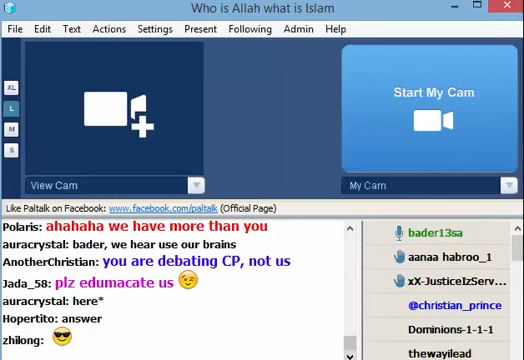 Who is Allah what is Islam
File Edit Text Actions Settings Present Following Admin Help
XL
L
M
S
Start My Cam
View Cam
My Cam
Like Paltalk on Facebook: www.facebook.com/paltalk (Official Page)
Polaris: ahahaha we have more than you
auracrystal: bader, we hear use our brains
AnotherChristian: you are debating CP, not us
Jada_58: plz edumacate us
auracrystal: here*
Hopertito: answer
zhilong:
bader13sa
aanaa habroo_1
xX-JusticeIzServ...
@christian_prince
Dominions-1-1-1
thewayilead